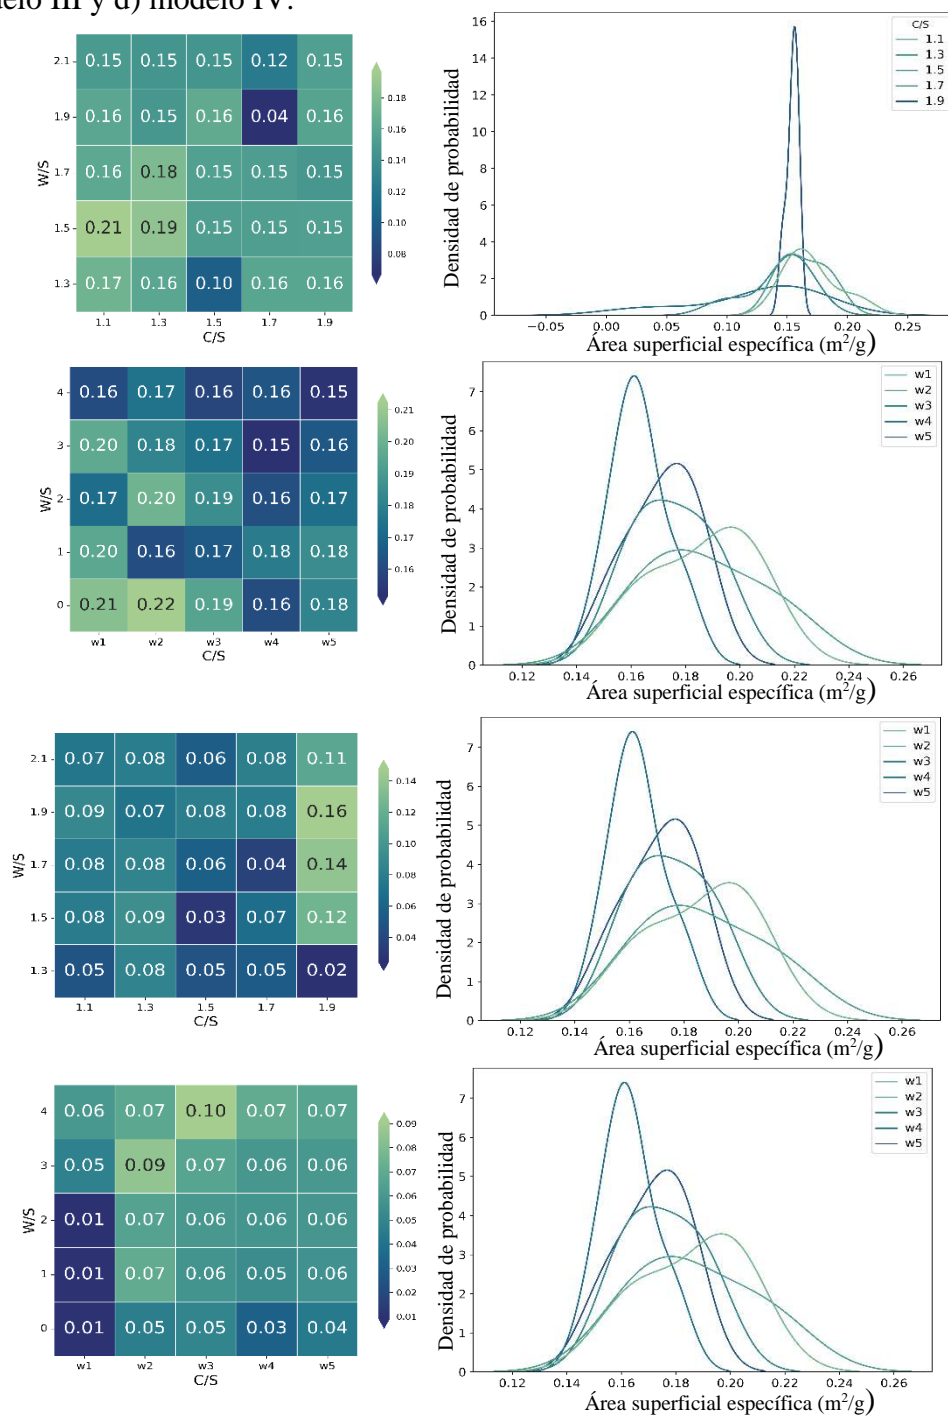 elo III y d) modelo IV.
2.1 0.15 0.15 0.15 0.12 0.15
1.9 0.16 0.15 0.16 0.04 0.16
1.7 0.16 0.18 0.15 0.15 0.15
1.5 0.21 0.19 0.15 0.15 0.15
1.3 0.17 0.16 0.10 0.16 0.16
1.1 1.3 1.5 1.7 1.9
C/S
W/S
0.18
0.16
0.14
0.12
0.10
0.08
Densidad de probabilidad
16
14
12
10
8
6
4
2
0
C/S
1.1
1.3
1.5
1.7
1.9
−0.05 0.00 0.05 0.10 0.15 0.20 0.25
Área superficial específica (m²/g)
4 0.16 0.17 0.16 0.16 0.15
3 0.20 0.18 0.17 0.15 0.16
2 0.17 0.20 0.19 0.16 0.17
1 0.20 0.16 0.17 0.18 0.18
0 0.21 0.22 0.19 0.16 0.18
w1 w2 w3 w4 w5
C/S
W/S
0.21
0.20
0.19
0.18
0.17
0.16
Densidad de probabilidad
7
6
5
4
3
2
1
0
w1
w2
w3
w4
w5
0.12 0.14 0.16 0.18 0.20 0.22 0.24 0.26
Área superficial específica (m²/g)
2.1 0.07 0.08 0.06 0.08 0.11
1.9 0.09 0.07 0.08 0.08 0.16
1.7 0.08 0.08 0.06 0.04 0.14
1.5 0.08 0.09 0.03 0.07 0.12
1.3 0.05 0.08 0.05 0.05 0.02
1.1 1.3 1.5 1.7 1.9
C/S
W/S
0.14
0.12
0.10
0.08
0.06
0.04
Densidad de probabilidad
7
6
5
4
3
2
1
0
w1
w2
w3
w4
w5
0.12 0.14 0.16 0.18 0.20 0.22 0.24 0.26
Área superficial específica (m²/g)
4 0.06 0.07 0.10 0.07 0.07
3 0.05 0.09 0.07 0.06 0.06
2 0.01 0.07 0.06 0.06 0.06
1 0.01 0.07 0.06 0.05 0.06
0 0.01 0.05 0.05 0.03 0.04
w1 w2 w3 w4 w5
C/S
W/S
0.09
0.08
0.07
0.06
0.05
0.04
0.03
0.02
0.01
Densidad de probabilidad
7
6
5
4
3
2
1
0
w1
w2
w3
w4
w5
0.12 0.14 0.16 0.18 0.20 0.22 0.24 0.26
Área superficial específica (m²/g)